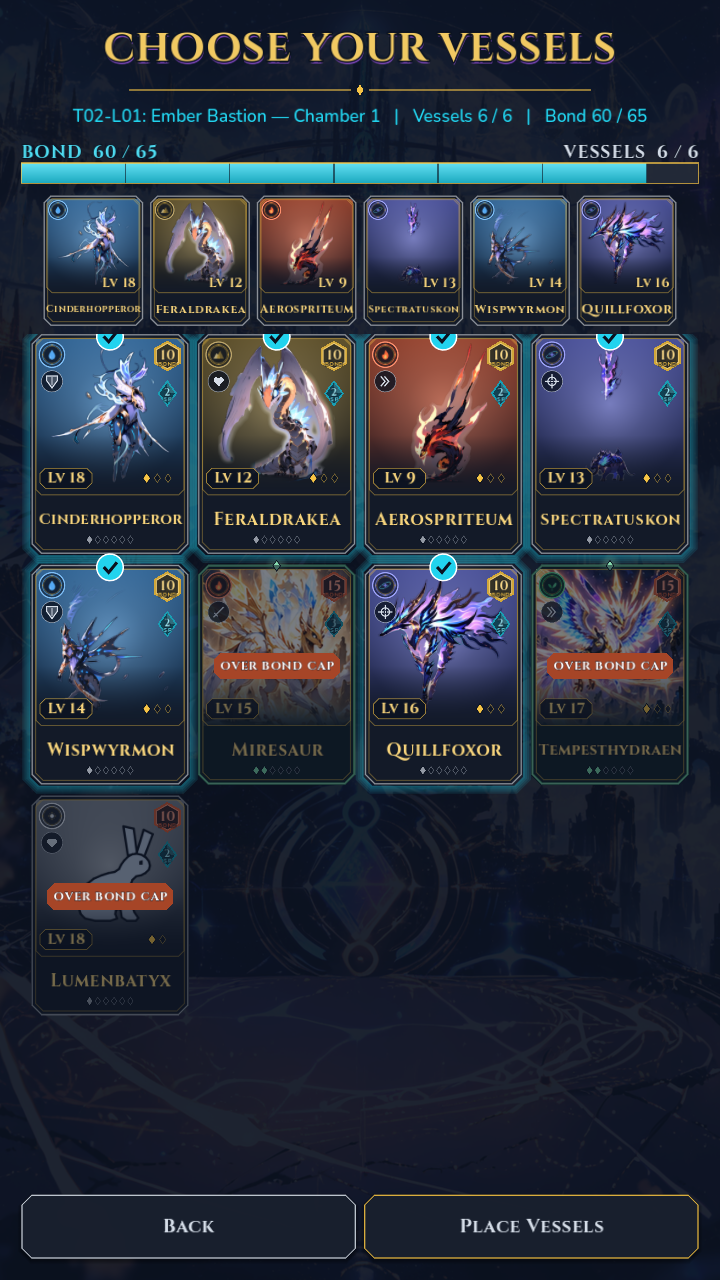 CHOOSE YOUR VESSELS
T02-L01: Ember Bastion — Chamber 1 | Vessels 6 / 6 | Bond 60 / 65
BOND 60 / 65
VESSELS 6 / 6
LV 18
LV 12
LV 9
LV 13
LV 14
LV 16
CINDERHOPPEROR
FERALDRAKEA
AEROSPRITEUM
SPECTRATUSKON
WISPWYRMON
QUILLFOXOR
10
2
LV 18
CINDERHOPPEROR
10
2
LV 12
FERALDRAKEA
10
2
LV 9
AEROSPRITEUM
10
2
LV 13
SPECTRATUSKON
10
2
LV 14
WISPWYRMON
15
3
OVER BOND CAP
LV 15
MIRESAUR
10
2
LV 16
QUILLFOXOR
15
3
OVER BOND CAP
LV 17
TEMPESTHYDRAEN
10
2
OVER BOND CAP
LV 18
LUMENBATYX
BACK
PLACE VESSELS